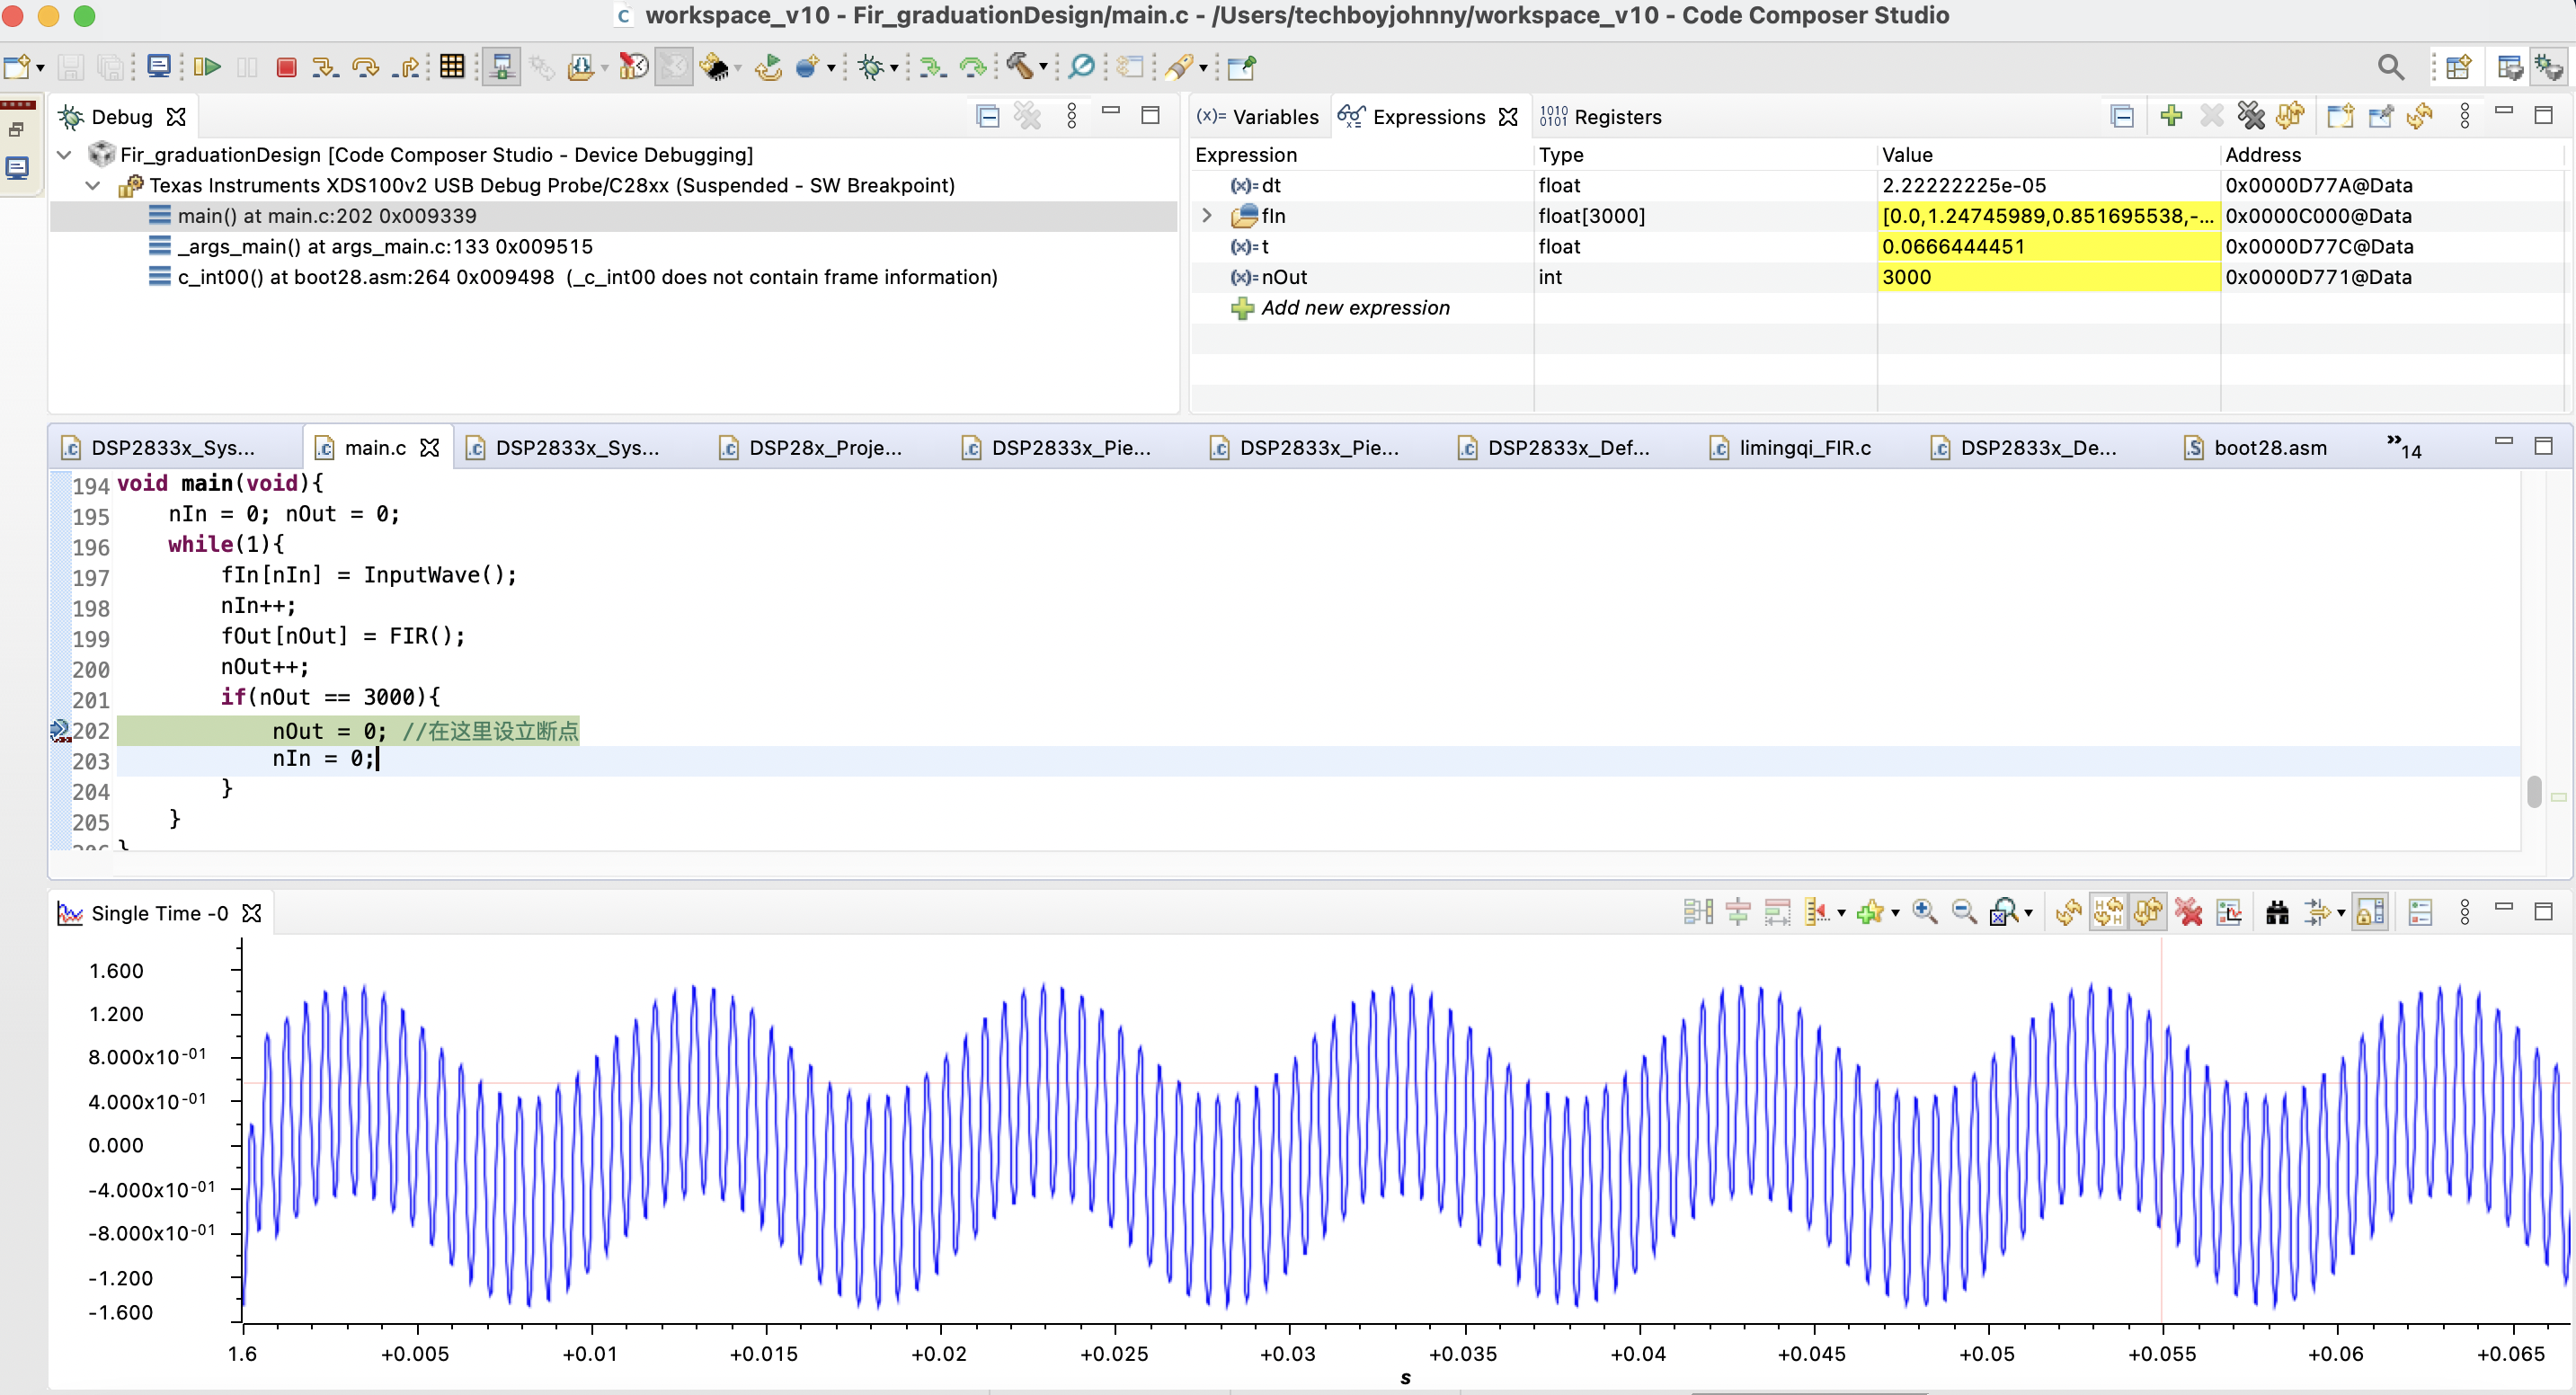 workspace_v10 - Fir_graduationDesign/main.c - /Users/techboyjohnny/workspace_v10 - Code Composer Studio
Debug
Fir_graduationDesign [Code Composer Studio - Device Debugging]
Texas Instruments XDS100v2 USB Debug Probe/C28xx (Suspended - SW Breakpoint)
main() at main.c:202 0x009339
_args_main() at args_main.c:133 0x009515
c_int00() at boot28.asm:264 0x009498 (_c_int00 does not contain frame information)
(x)= Variables Expressions 1010 0101 Registers
Expression Type Value Address
(x)= dt float 2.22222225e-05 0x0000D77A@Data
fIn float[3000] [0.0,1.24745989,0.851695538,-... 0x0000C000@Data
(x)= t float 0.0666444451 0x0000D77C@Data
(x)= nOut int 3000 0x0000D771@Data
Add new expression
DSP2833x_Sys... main.c DSP2833x_Sys... DSP28x_Proje... DSP2833x_Pie... DSP2833x_Pie... DSP2833x_Def... limingqi_FIR.c DSP2833x_De... boot28.asm »14
194 void main(void){
195 nIn = 0; nOut = 0;
196 while(1){
197 fIn[nIn] = InputWave();
198 nIn++;
199 fOut[nOut] = FIR();
200 nOut++;
201 if(nOut == 3000){
202 nOut = 0; //在这里设立断点
203 nIn = 0;
204 }
205 }
206 }
Single Time -0
1.600
1.200
8.000x10-01
4.000x10-01
0.000
-4.000x10-01
-8.000x10-01
-1.200
-1.600
1.6 +0.005 +0.01 +0.015 +0.02 +0.025 +0.03 +0.035 +0.04 +0.045 +0.05 +0.055 +0.06 +0.065
s